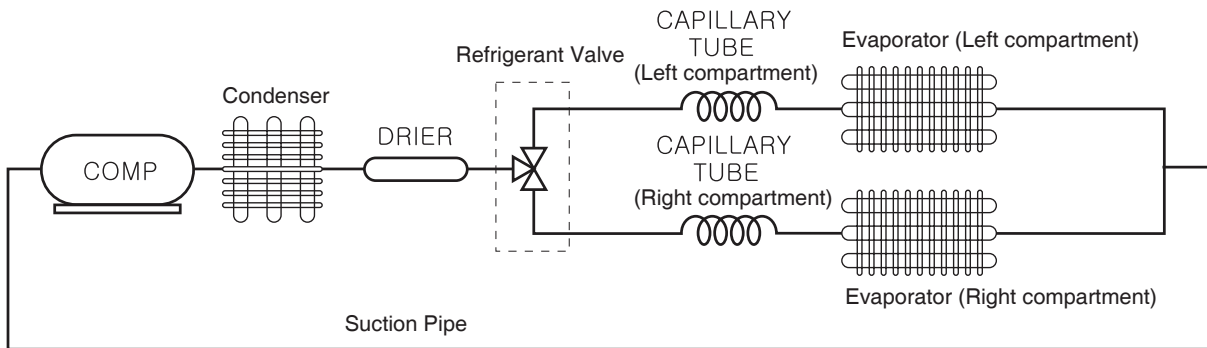 CAPILLARY
TUBE
(Left compartment)
Evaporator (Left compartment)
Refrigerant Valve
Condenser
DRIER
COMP
CAPILLARY
TUBE
(Right compartment)
Evaporator (Right compartment)
Suction Pipe